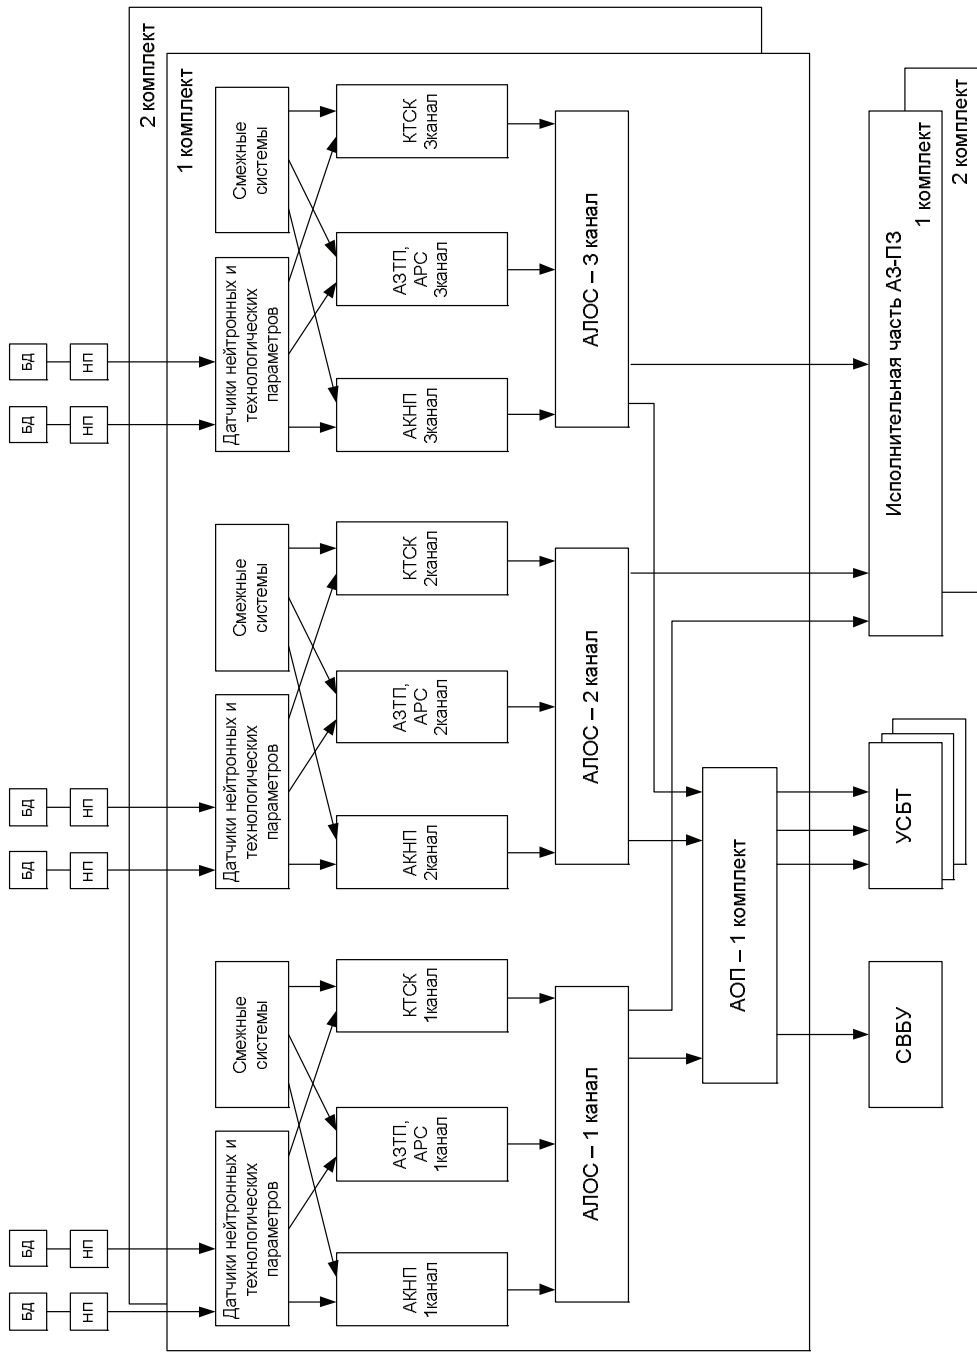 БД
БД
БД
БД
БД
БД
НП
НП
НП
НП
НП
НП
2 комплект
1 комплект
Датчики нейтронных и
технологических
параметров
Смежные
системы
Датчики нейтронных и
технологических
параметров
Смежные
системы
Датчики нейтронных и
технологических
параметров
Смежные
системы
АКНП
1канал
АЗТП,
АРС
1канал
КТСК
1канал
АКНП
2канал
АЗТП,
АРС
2канал
КТСК
2канал
АКНП
3канал
АЗТП,
АРС
3канал
КТСК
3канал
АЛОС – 1 канал
АЛОС – 2 канал
АЛОС – 3 канал
АОП – 1 комплект
СВБУ
УСБТ
Исполнительная часть АЗ-ПЗ
1 комплект
2 комплект